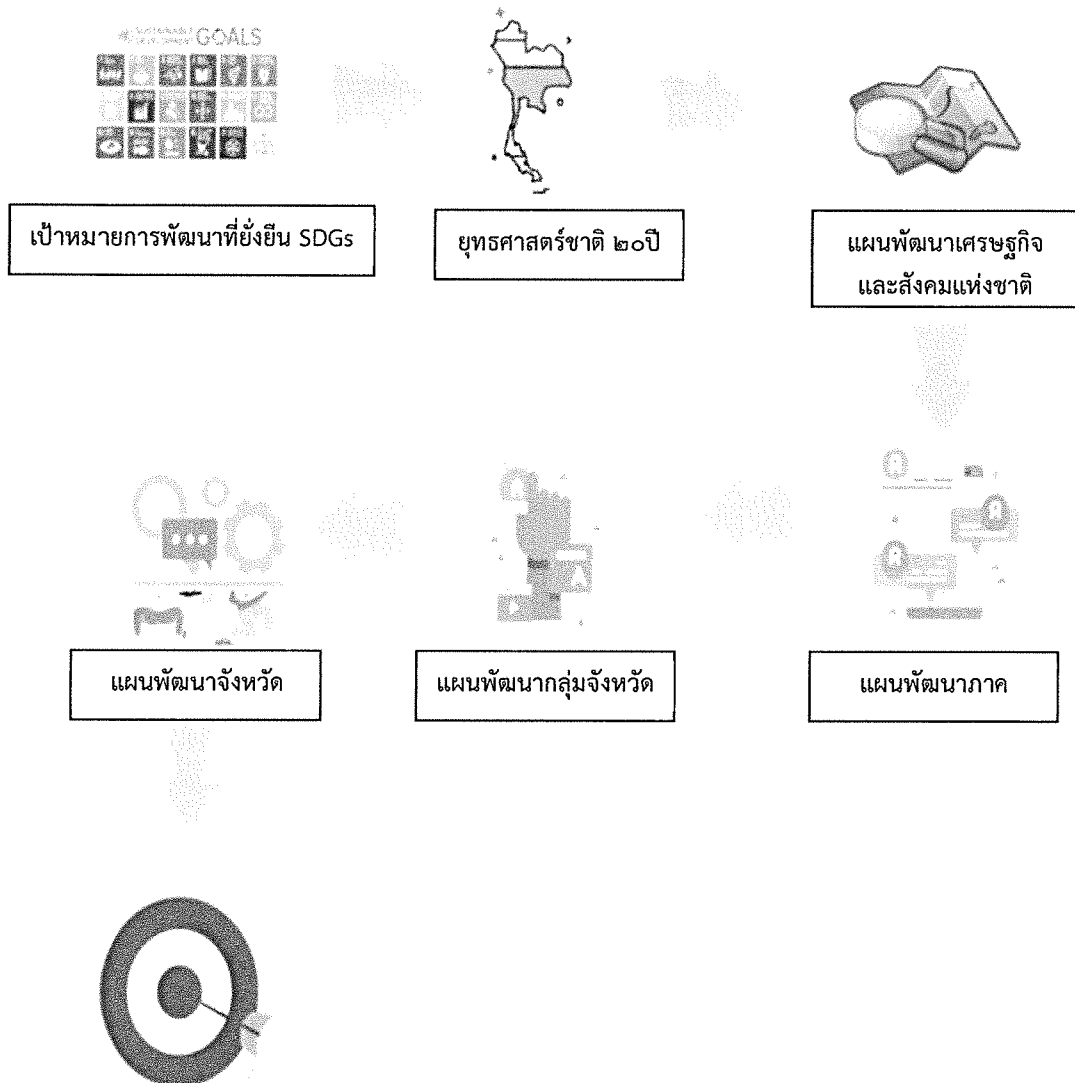 GOALS
เป้าหมายการพัฒนาที่ยั่งยืน SDGs
ยุทธศาสตร์ชาติ ๒๐ปี
แผนพัฒนาเศรษฐกิจ
และสังคมแห่งชาติ
แผนพัฒนาจังหวัด
แผนพัฒนากลุ่มจังหวัด
แผนพัฒนาภาค